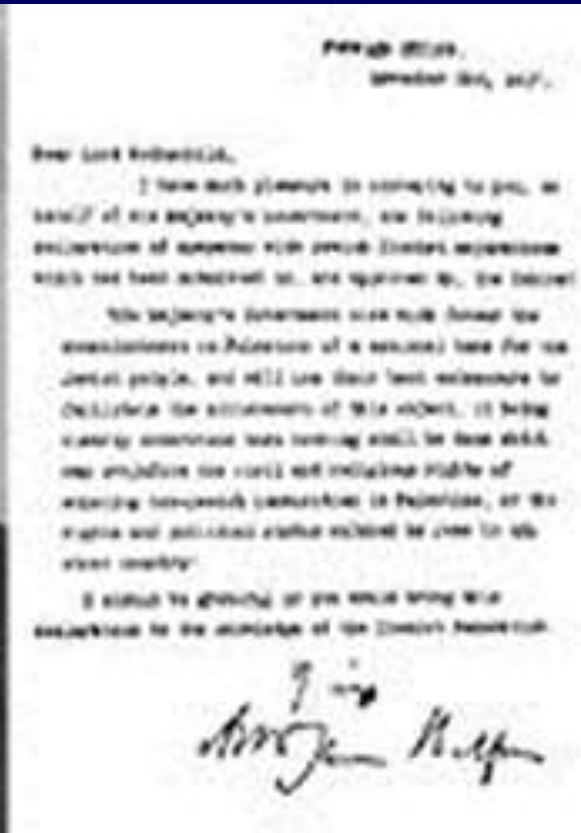 Foreign Office,
November 2nd, 1917.
Dear Lord Rothschild,
I have much pleasure in conveying to you, on
behalf of His Majesty's Government, the following
declaration of sympathy with Jewish Zionist aspirations
which has been submitted to, and approved by, the Cabinet
His Majesty's Government view with favour the
establishment in Palestine of a national home for the
Jewish people, and will use their best endeavours to
facilitate the achievement of this object, it being
clearly understood that nothing shall be done which
may prejudice the civil and religious rights of
existing non-Jewish communities in Palestine, or the
rights and political status enjoyed by Jews in any
other country
I should be grateful if you would bring this
declaration to the knowledge of the Zionist Federation.